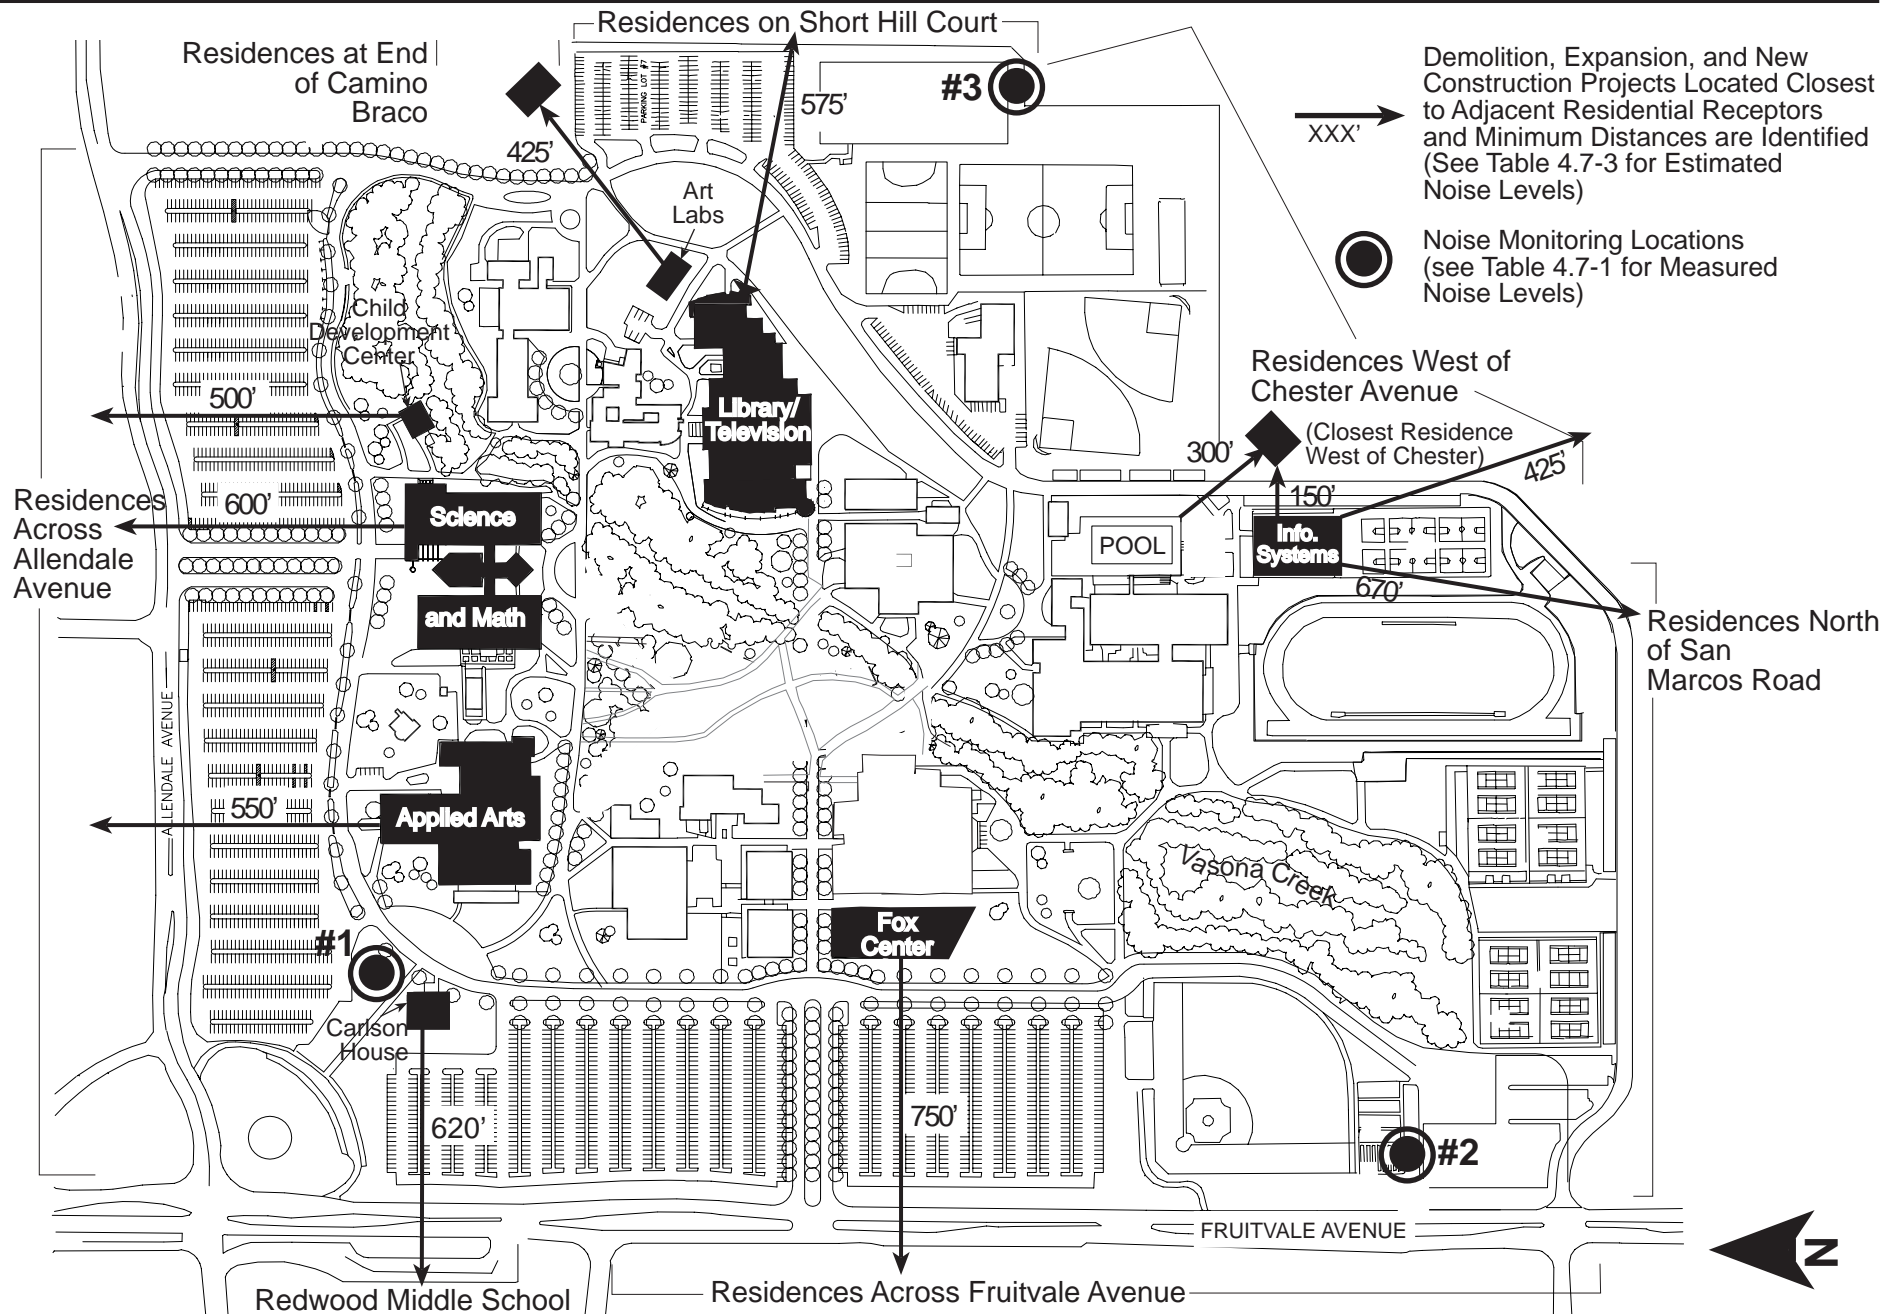 Residences on Short Hill Court
Residences at End
of Camino
Braco
PARKING LOT #7
575’
#3
425’
Art
Labs
Demolition, Expansion, and New
Construction Projects Located Closest
to Adjacent Residential Receptors
and Minimum Distances are Identified
(See Table 4.7-3 for Estimated
Noise Levels)
XXX’
Noise Monitoring Locations
(see Table 4.7-1 for Measured
Noise Levels)
Child
Development
Center
500’
Library/
Television
Residences West of
Chester Avenue
(Closest Residence
West of Chester)
300’
425’
150’
Residences
Across
Allendale
Avenue
600’
Science
and Math
POOL
Info.
Systems
670’
Residences North
of San
Marcos Road
ALLENDALE AVENUE
550’
Applied Arts
Vasona Creek
Fox
Center
#1
Carlson
House
620’
750’
#2
FRUITVALE AVENUE
N
Redwood Middle School
Residences Across Fruitvale Avenue